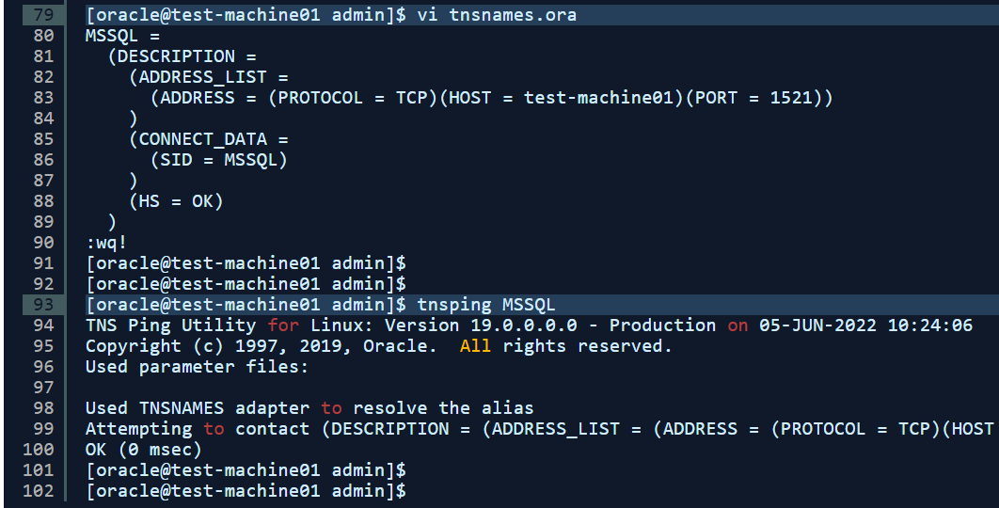 79 [oracle@test-machine01 admin]$ vi tnsnames.ora
80 MSSQL =
81   (DESCRIPTION =
82     (ADDRESS_LIST =
83       (ADDRESS = (PROTOCOL = TCP)(HOST = test-machine01)(PORT = 1521))
84     )
85     (CONNECT_DATA =
86       (SID = MSSQL)
87     )
88     (HS = OK)
89   )
90 :wq!
91 [oracle@test-machine01 admin]$
92 [oracle@test-machine01 admin]$
93 [oracle@test-machine01 admin]$ tnsping MSSQL
94 TNS Ping Utility for Linux: Version 19.0.0.0.0 - Production on 05-JUN-2022 10:24:06
95 Copyright (c) 1997, 2019, Oracle.  All rights reserved.
96 Used parameter files:
97
98 Used TNSNAMES adapter to resolve the alias
99 Attempting to contact (DESCRIPTION = (ADDRESS_LIST = (ADDRESS = (PROTOCOL = TCP)(HOST
100 OK (0 msec)
101 [oracle@test-machine01 admin]$
102 [oracle@test-machine01 admin]$